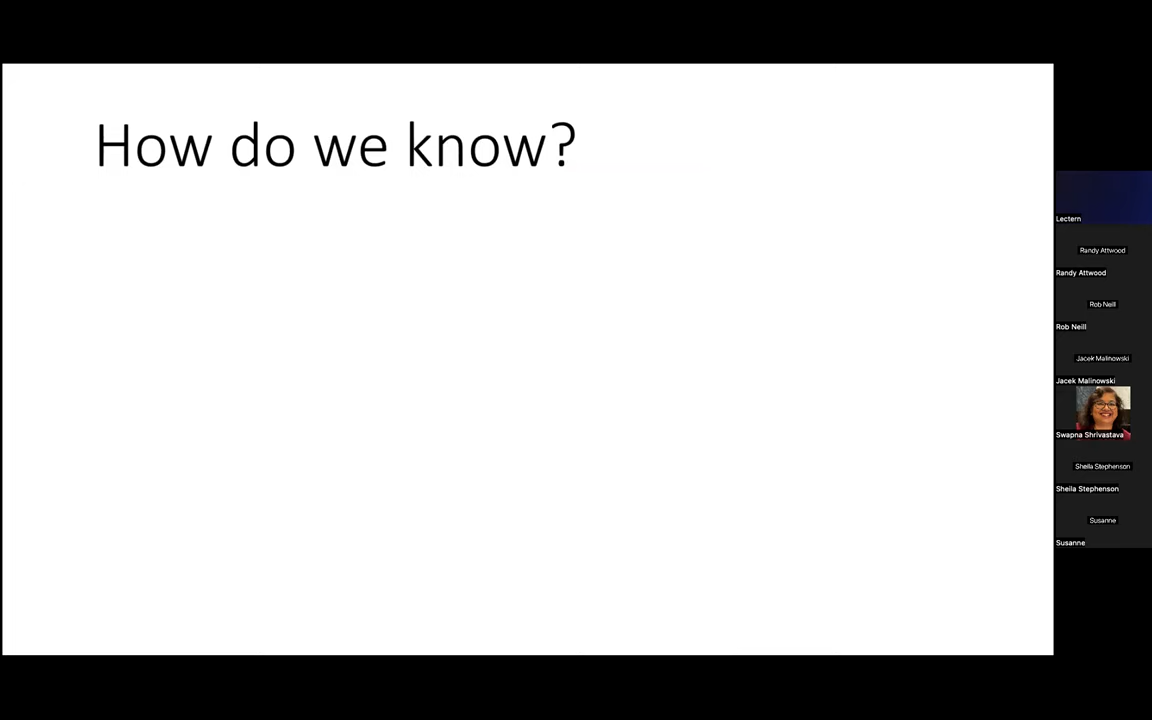 How do we know?
Lectern
Randy Attwood
Randy Attwood
Rob Neill
Rob Neill
Jacek Malinowski
Jacek Malinowski
Swapna Shrivastava
Sheila Stephenson
Sheila Stephenson
Susanne
Susanne